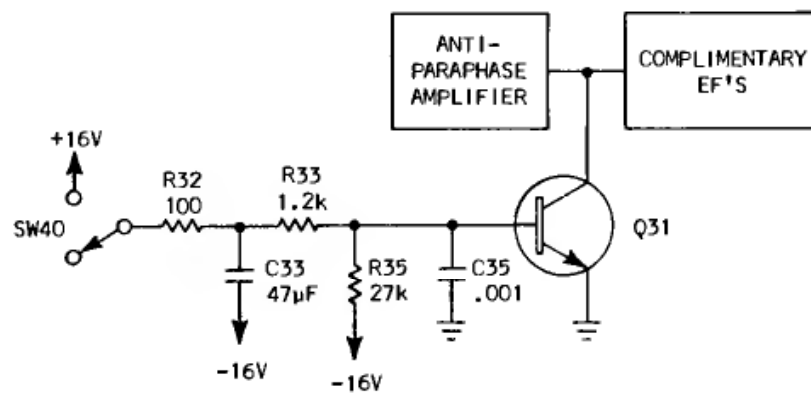 ANTI-
PARAPHASE
AMPLIFIER
COMPLIMENTARY
EF'S
+16V
SW40
R32
100
R33
1.2k
C33
47µF
R35
27k
C35
.001
Q31
-16V
-16V